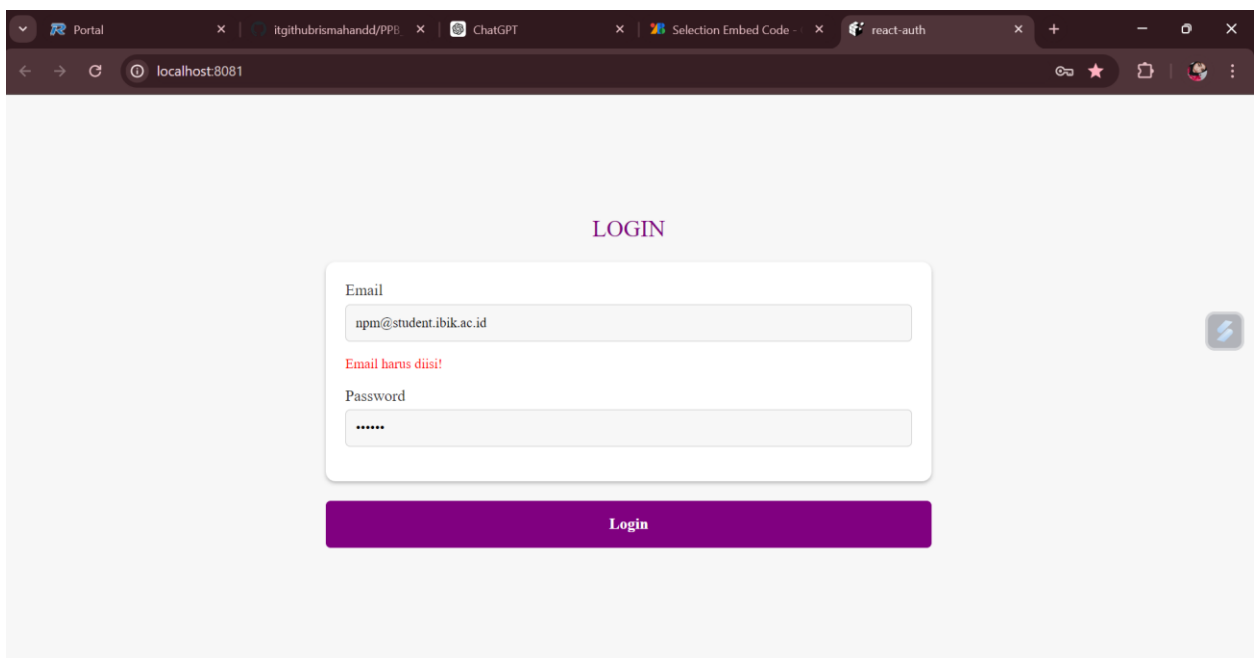 Portal
itgithubrismahandd/PPB_
ChatGPT
Selection Embed Code -
react-auth
localhost:8081
LOGIN
Email
npm@student.ibik.ac.id
Email harus diisi!
Password
••••••
Login